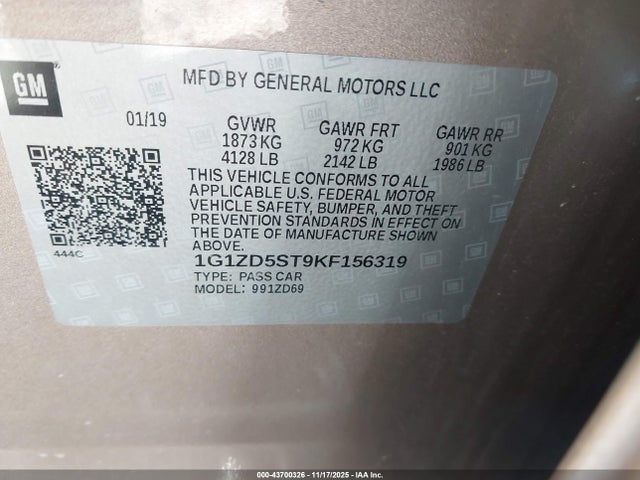 GM
MFD BY GENERAL MOTORS LLC
01/19
GVWR
1873 KG
4128 LB
GAWR FRT
972 KG
2142 LB
GAWR RR
901 KG
1986 LB
THIS VEHICLE CONFORMS TO ALL
APPLICABLE U.S. FEDERAL MOTOR
VEHICLE SAFETY, BUMPER, AND THEFT
PREVENTION STANDARDS IN EFFECT ON
THE DATE OF MANUFACTURE SHOWN
ABOVE.
444C
1G1ZD5ST9KF156319
TYPE: PASS CAR
MODEL: 991ZD69
000-43700326 - 11/17/2025 - IAA Inc.